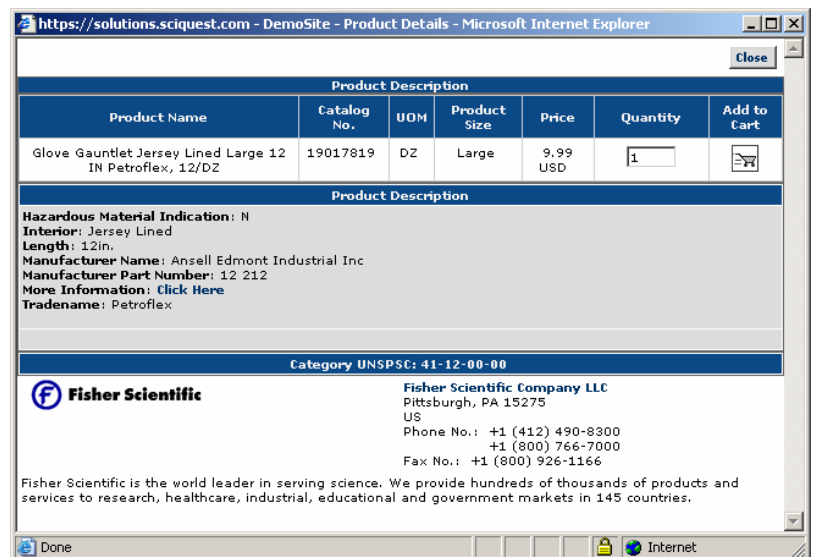 https://solutions.sciquest.com - DemoSite - Product Details - Microsoft Internet Explorer
Close
Product Description
Product Name
Catalog No.
UOM
Product Size
Price
Quantity
Add to Cart
Glove Gauntlet Jersey Lined Large 12
IN Petroflex, 12/DZ
19017819
DZ
Large
9.99
USD
1
Product Description
Hazardous Material Indication: N
Interior: Jersey Lined
Length: 12in.
Manufacturer Name: Ansell Edmont Industrial Inc
Manufacturer Part Number: 12 212
More Information: Click Here
Tradename: Petroflex
Category UNSPSC: 41-12-00-00
Fisher Scientific
Fisher Scientific Company LLC
Pittsburgh, PA 15275
US
Phone No.: +1 (412) 490-8300
+1 (800) 766-7000
Fax No.: +1 (800) 926-1166
Fisher Scientific is the world leader in serving science. We provide hundreds of thousands of products and
services to research, healthcare, industrial, educational and government markets in 145 countries.
Done
Internet